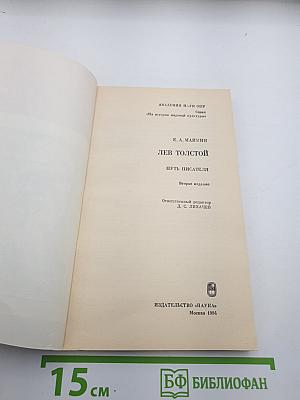 АКАДЕМИЯ НАУК СССР
Серия
«Из истории мировой культуры»
Е. А. МАЙМИН
ЛЕВ ТОЛСТОЙ
ПУТЬ ПИСАТЕЛЯ
Второе издание
Ответственный редактор
Д. С. ЛИХАЧЕВ
ИЗДАТЕЛЬСТВО «НАУКА»
Москва 1984
15 СМ
БФ БИБЛИОФАН